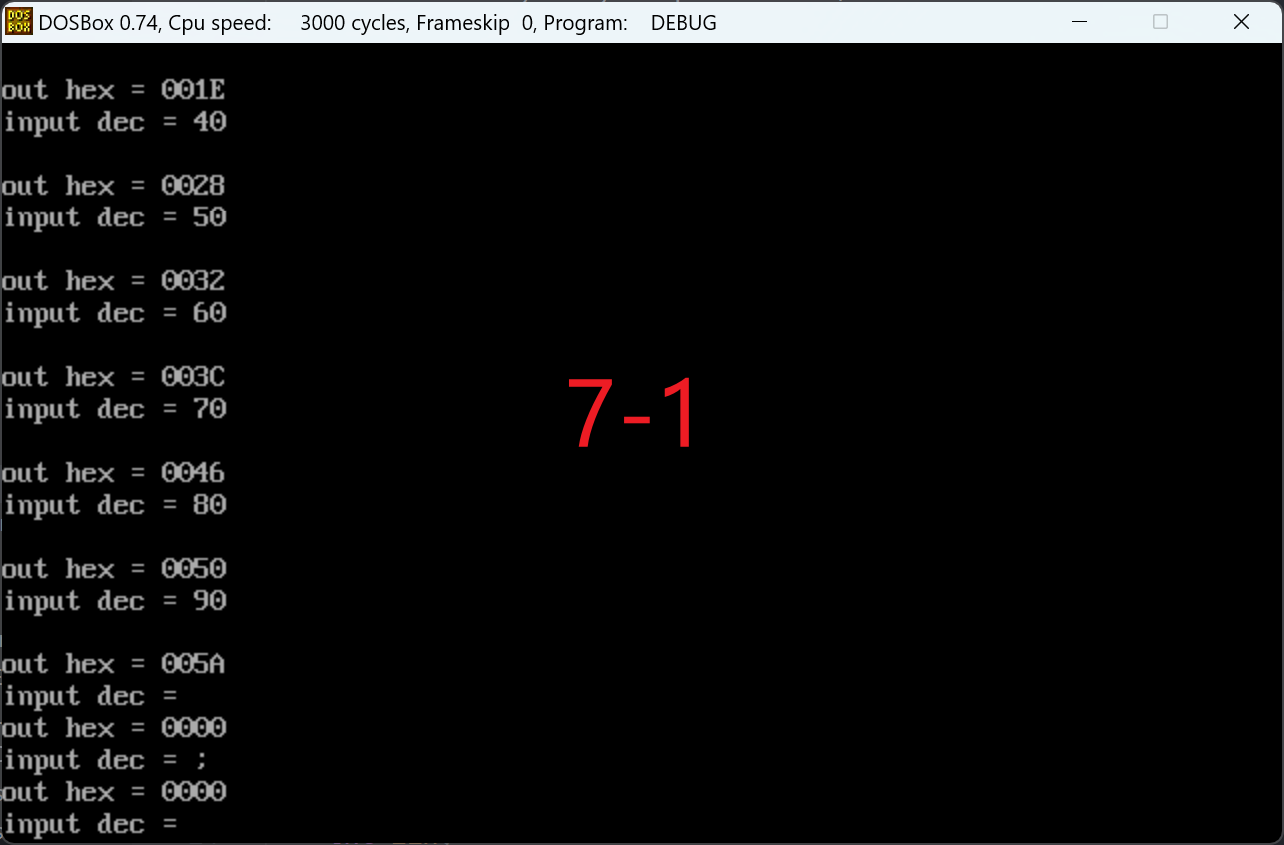 DOSBox 0.74, Cpu speed: 3000 cycles, Frameskip 0, Program: DEBUG
out hex = 001E
input dec = 40
out hex = 0028
input dec = 50
out hex = 0032
input dec = 60
out hex = 003C
input dec = 70
out hex = 0046
input dec = 80
out hex = 0050
input dec = 90
out hex = 005A
input dec =
out hex = 0000
input dec = ;
out hex = 0000
input dec =
7-1